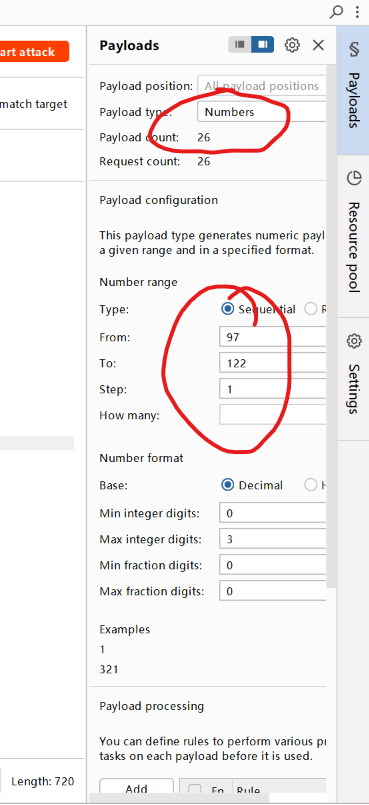 art attack
Payloads
match target
Payload position: All payload positions
Payload type: Numbers
Payload count: 26
Request count: 26
Payload configuration
This payload type generates numeric payl
a given range and in a specified format.
Number range
Type: Sequential R
From: 97
To: 122
Step: 1
How many:
Number format
Base: Decimal H
Min integer digits: 0
Max integer digits: 3
Min fraction digits: 0
Max fraction digits: 0
Examples
1
321
Payload processing
You can define rules to perform various pr
tasks on each payload before it is used.
Add En Rule
Length: 720
Payloads
Resource pool
Settings